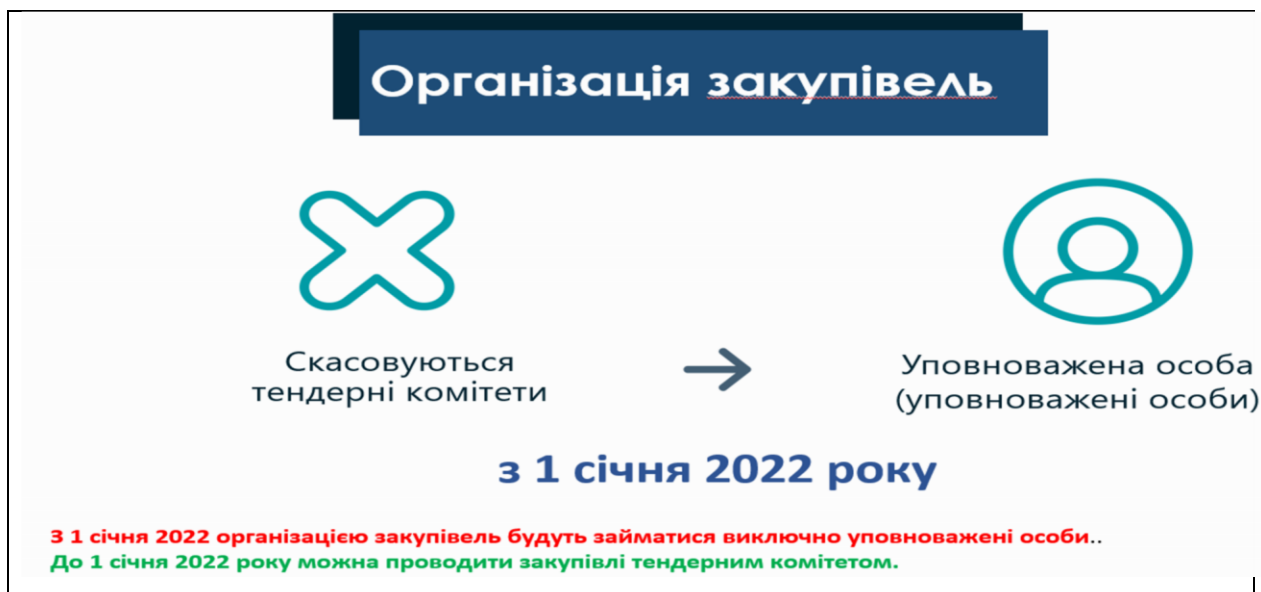 Організація закупівель
Скасовуються
тендерні комітети
Уповноважена особа
(уповноважені особи)
з 1 січня 2022 року
З 1 січня 2022 організацією закупівель будуть займатися виключно уповноважені особи..
До 1 січня 2022 року можна проводити закупівлі тендерним комітетом.